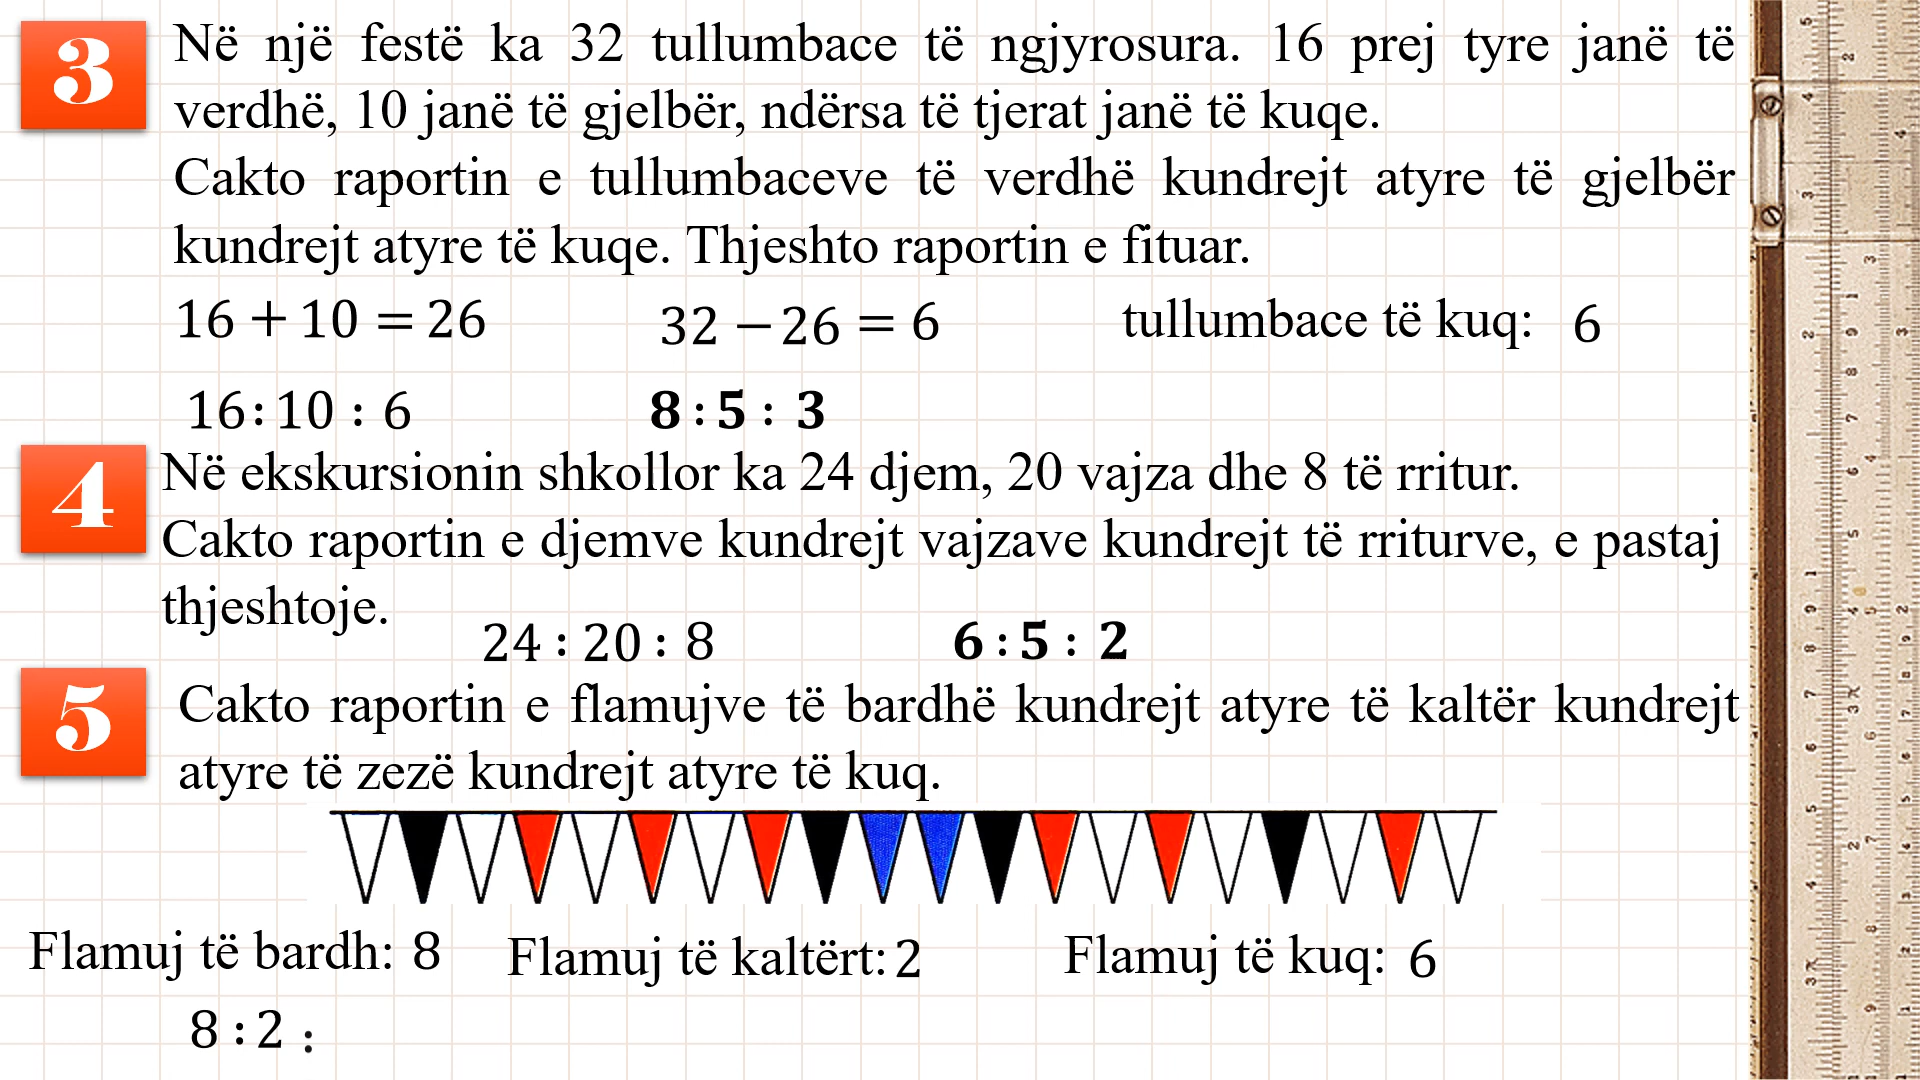 3
Në një festë ka 32 tullumbace të ngjyrosura. 16 prej tyre janë të
verdhë, 10 janë të gjelbër, ndërsa të tjerat janë të kuqe.
Cakto raportin e tullumbaceve të verdhë kundrejt atyre të gjelbër
kundrejt atyre të kuqe. Thjeshto raportin e fituar.
16 + 10 = 26 32 − 26 = 6 tullumbace të kuq: 6
16 : 10 : 6 8 : 5 : 3
4
Në ekskursionin shkollor ka 24 djem, 20 vajza dhe 8 të rritur.
Cakto raportin e djemve kundrejt vajzave kundrejt të rriturve, e pastaj
thjeshtoje.
24 : 20 : 8 6 : 5 : 2
5
Cakto raportin e flamujve të bardhë kundrejt atyre të kaltër kundrejt
atyre të zezë kundrejt atyre të kuq.
Flamuj të bardh: 8 Flamuj të kaltërt: 2 Flamuj të kuq: 6
8 : 2 :